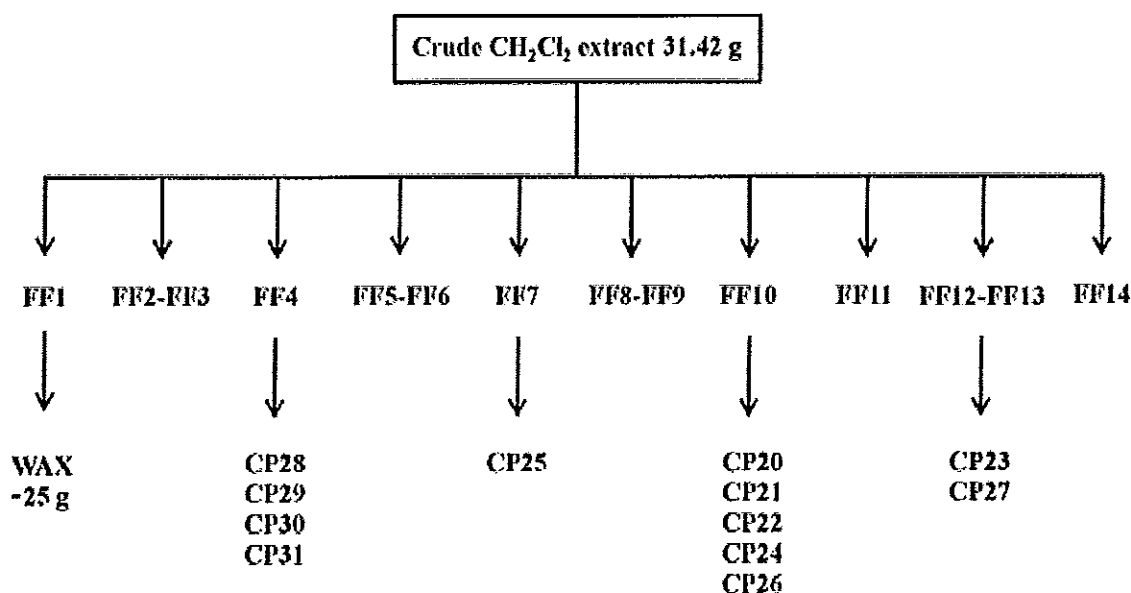 Crude CH₂Cl₂ extract 31.42 g
FF1 FF2-FF3 FF4 FF5-FF6 FF7 FF8-FF9 FF10 FF11 FF12-FF13 FF14
WAX
~25 g
CP28
CP29
CP30
CP31
CP25
CP20
CP21
CP22
CP24
CP26
CP23
CP27